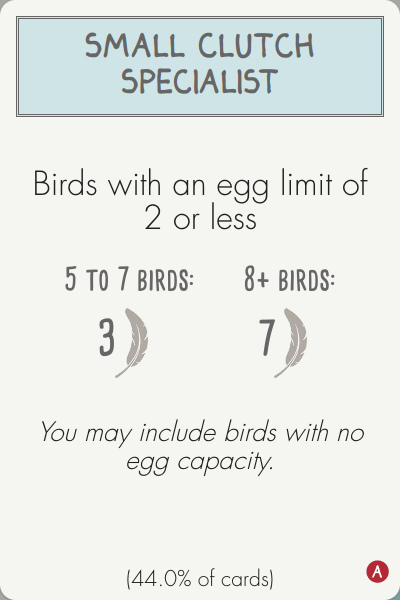 SMALL CLUTCH
SPECIALIST
Birds with an egg limit of
2 or less
5 TO 7 BIRDS: 8+ BIRDS:
3 7
You may include birds with no
egg capacity.
(44.0% of cards)
A